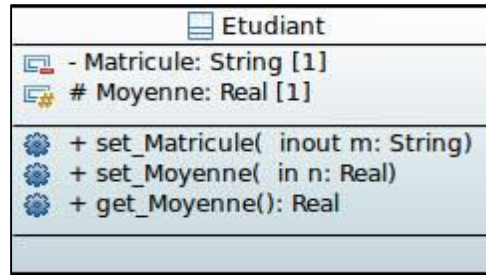 Etudiant
- Matricule: String [1]
# Moyenne: Real [1]
+ set_Matricule( inout m: String)
+ set_Moyenne( in n: Real)
+ get_Moyenne(): Real